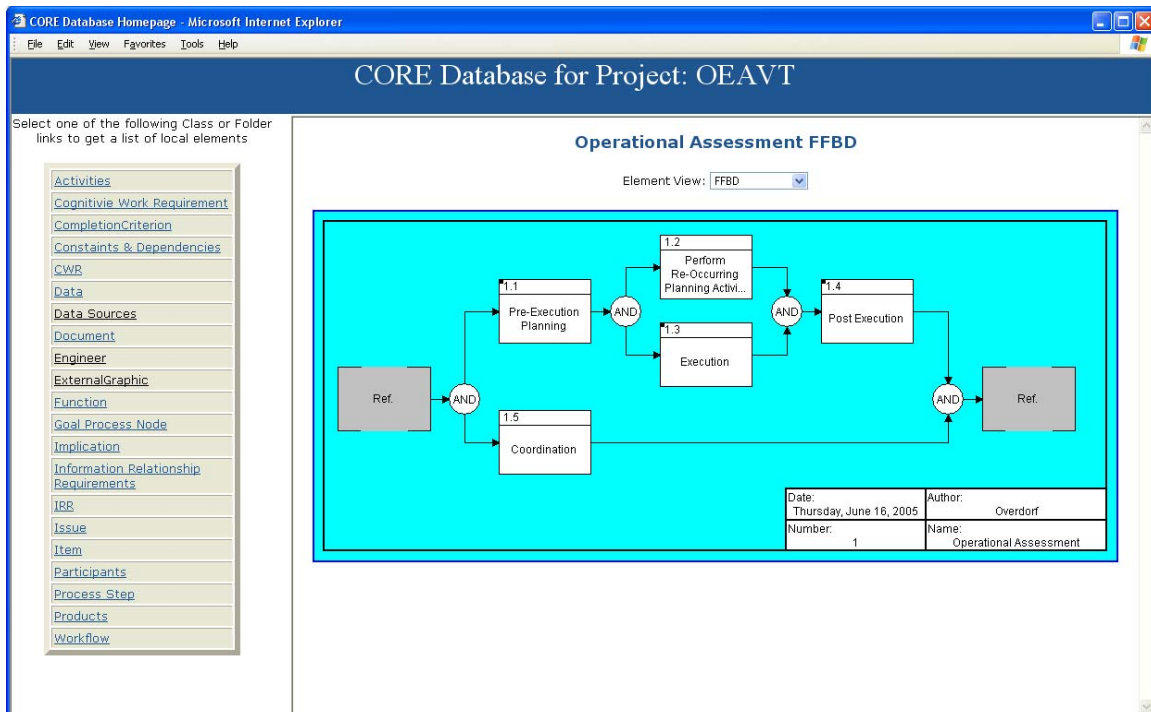 CORE Database Homepage - Microsoft Internet Explorer
File Edit View Favorites Tools Help
CORE Database for Project: OEAVT
Select one of the following Class or Folder
links to get a list of local elements
Activities
Cognitivie Work Requirement
CompletionCriterion
Constaints & Dependencies
CWR
Data
Data Sources
Document
Engineer
ExternalGraphic
Function
Goal Process Node
Implication
Information Relationship
Requirements
IRR
Issue
Item
Participants
Process Step
Products
Workflow
Operational Assessment FFBD
Element View: FFBD
Ref.
AND
1.1
Pre-Execution
Planning
AND
1.2
Perform
Re-Occurring
Planning Activi...
1.3
Execution
AND
1.4
Post Execution
1.5
Coordination
AND
Ref.
Date:
Thursday, June 16, 2005
Author:
Overdorf
Number:
1
Name:
Operational Assessment